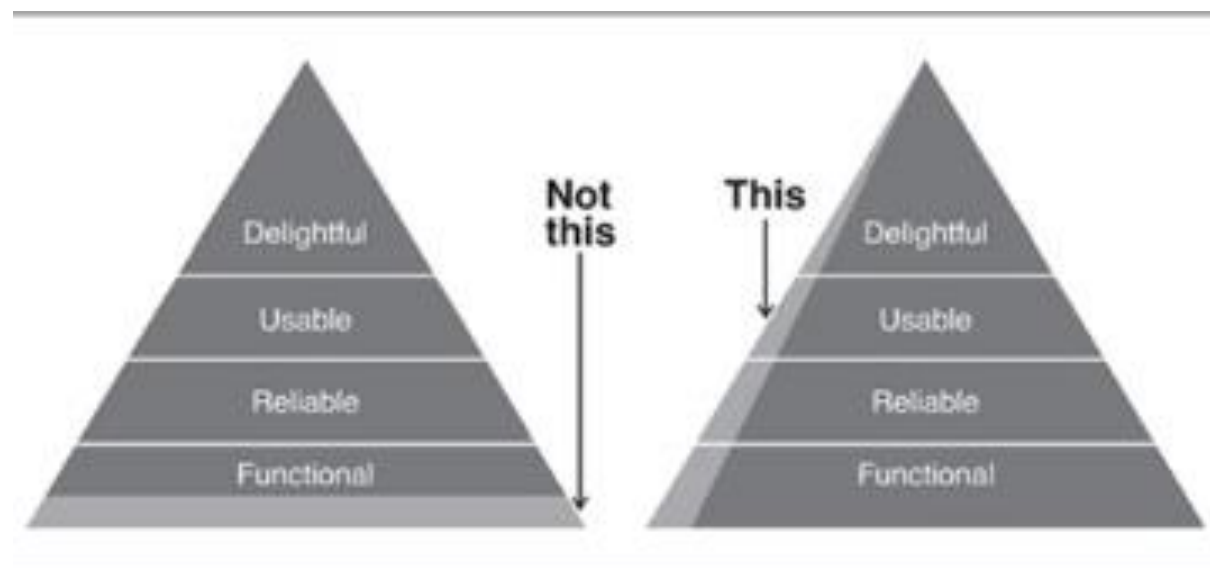 Delightful
Usable
Reliable
Functional
Not
this
This
Delightful
Usable
Reliable
Functional